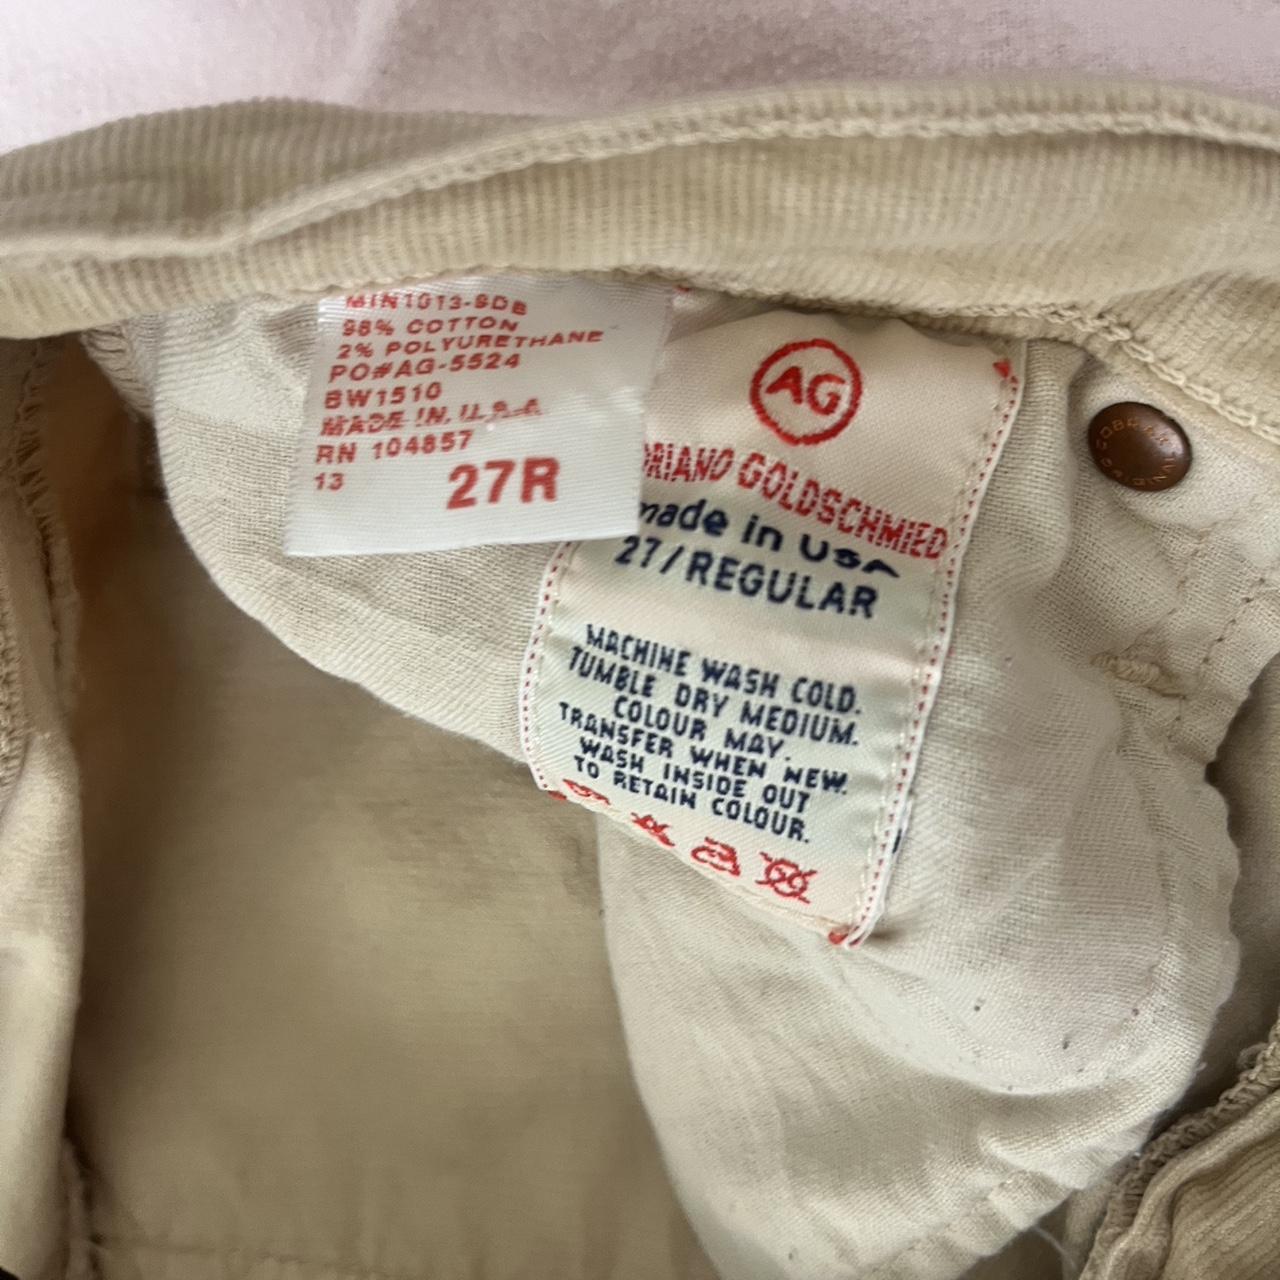 MIN1013-SDB
98% COTTON
2% POLYURETHANE
PO#AG-5524
BW1510
MADE IN U.S.A
RN 104857
13
27R
AG
DRIANO GOLDSCHMIED
made in USA
27/REGULAR
MACHINE WASH COLD.
TUMBLE DRY MEDIUM.
COLOUR MAY.
TRANSFER WHEN NEW.
WASH INSIDE OUT
TO RETAIN COLOUR.